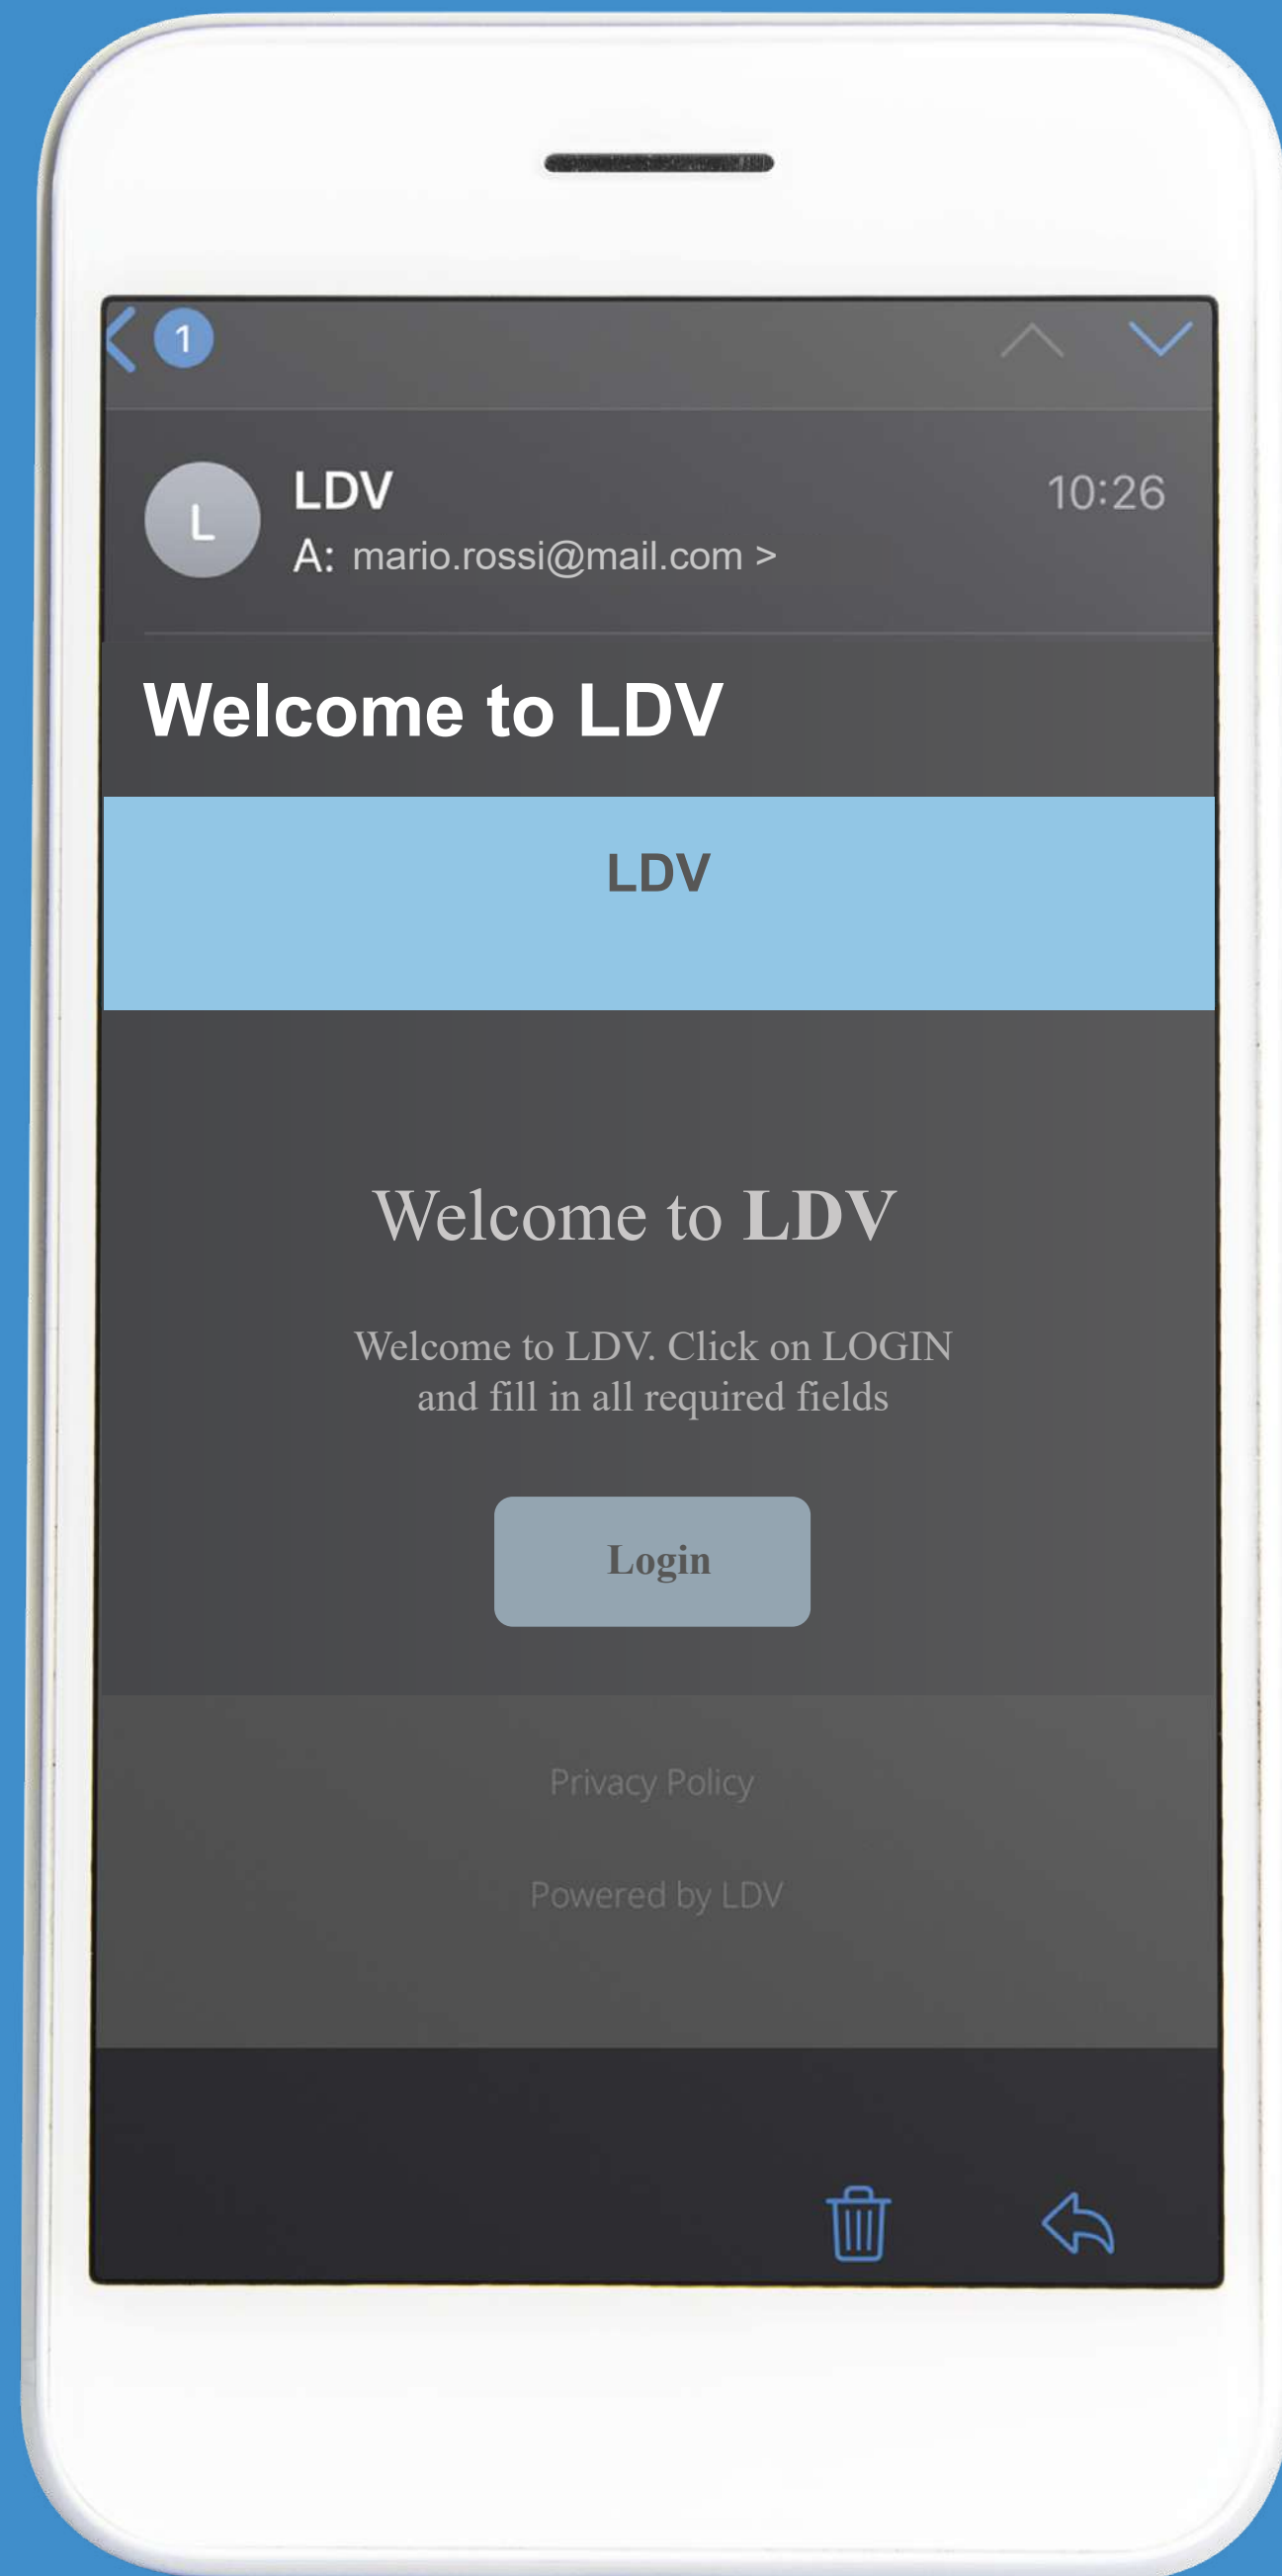 1
L
LDV
10:26
A: mario.rossi@mail.com >
Welcome to LDV
LDV
Welcome to LDV
Welcome to LDV. Click on LOGIN
and fill in all required fields
Login
Privacy Policy
Powered by LDV